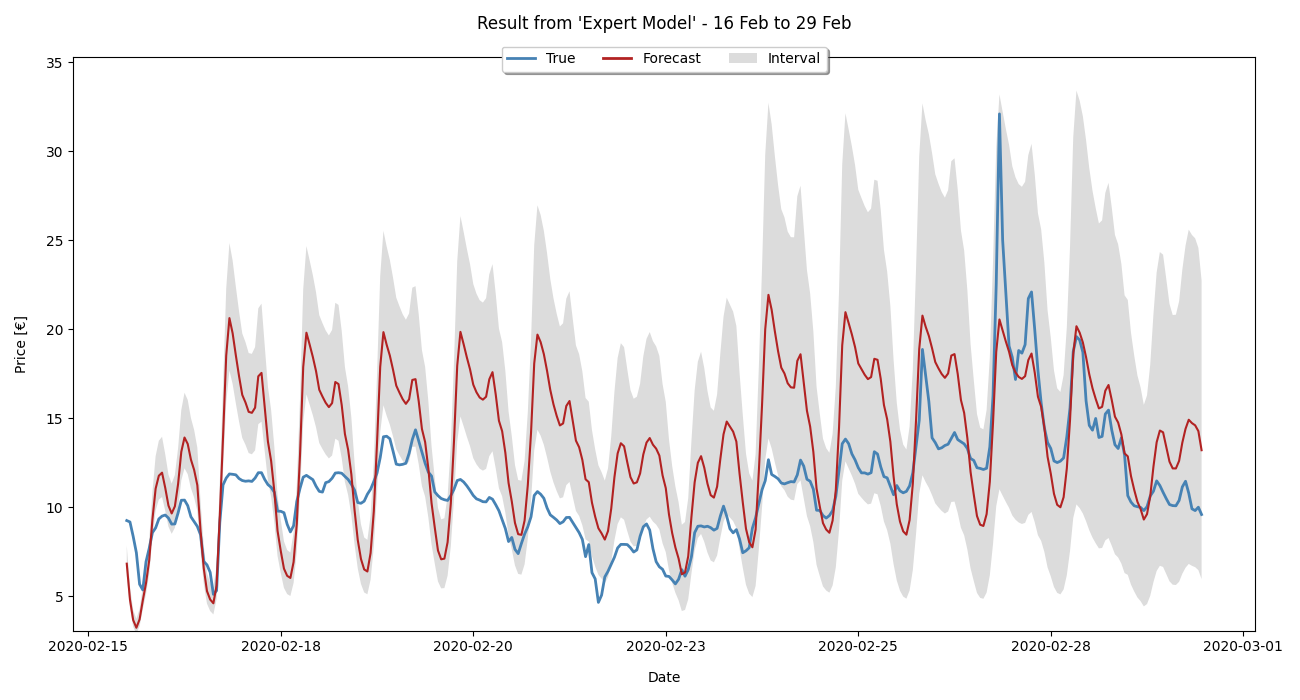 Result from 'Expert Model' - 16 Feb to 29 Feb
True Forecast Interval
35
30
25
20
15
10
5
Price [€]
2020-02-15 2020-02-18 2020-02-20 2020-02-23 2020-02-25 2020-02-28 2020-03-01
Date